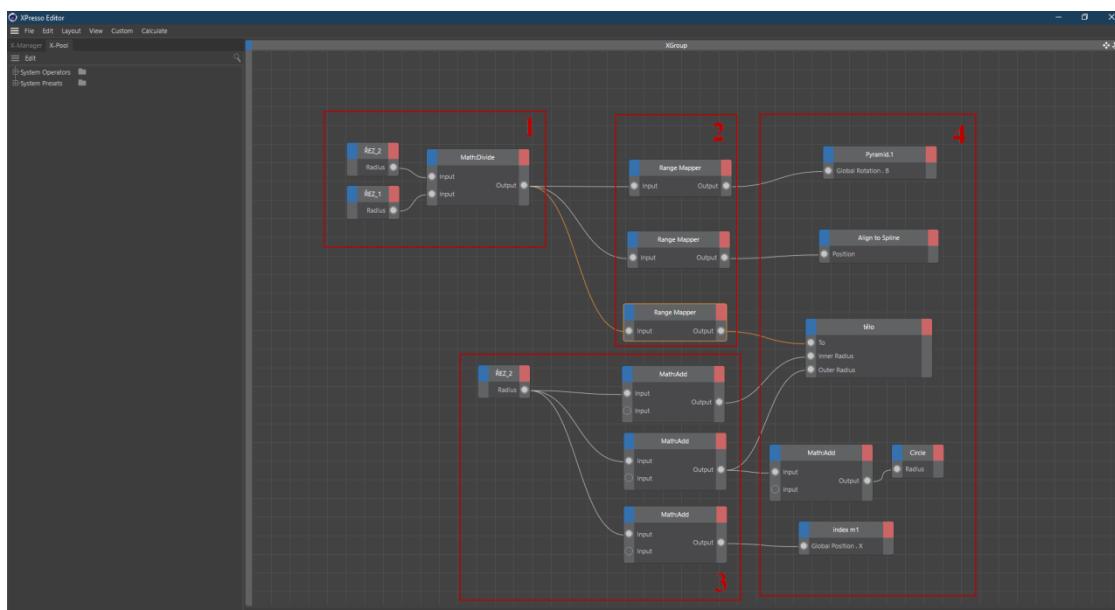 XPresso Editor
File Edit Layout View Custom Calculate
X-Manager X-Pool
XGroup
Edit
System Operators
System Presets
1
ŘEZ_2
Radius
ŘEZ_1
Radius
Math:Divide
Input
Output
Input
2
Range Mapper
Input Output
Range Mapper
Input Output
Range Mapper
Input Output
4
Pyramid.1
Global Rotation . B
Align to Spline
Position
tělo
To
Inner Radius
Outer Radius
ŘEZ_2
Radius
Math:Add
Input
Output
Input
Math:Add
Input
Output
Input
Math:Add
Input
Output
Input
3
Math:Add
Input
Output
Input
Circle
Radius
index m1
Global Position . X